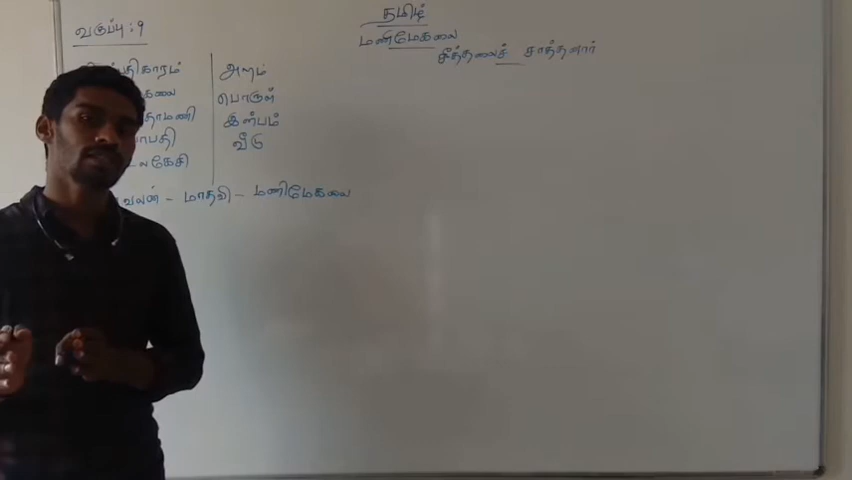 தமிழ்
வகுப்பு : 9
மணிமேகலை
சீத்தலைச் சாத்தனார்
அறம்
பொருள்
இன்பம்
வீடு
மாதவி - மணிமேகலை